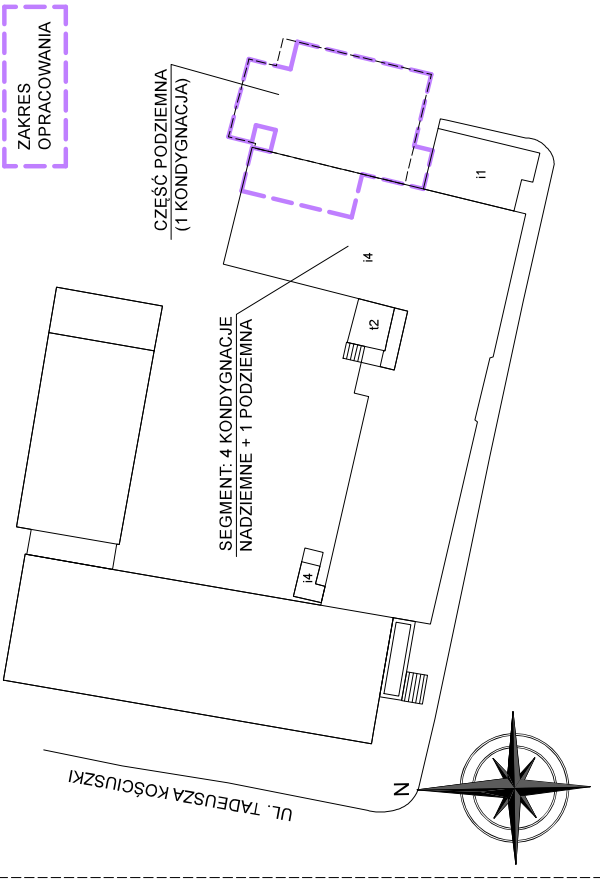 ZAKRES
OPRACOWANIA
CZĘŚĆ PODZIEMNA
(1 KONDYGNACJA)
i1
i4
t2
SEGMENT: 4 KONDYGNACJE
NADZIEMNE + 1 PODZIEMNA
i4
UL. TADEUSZA KOŚCIUSZKI
N